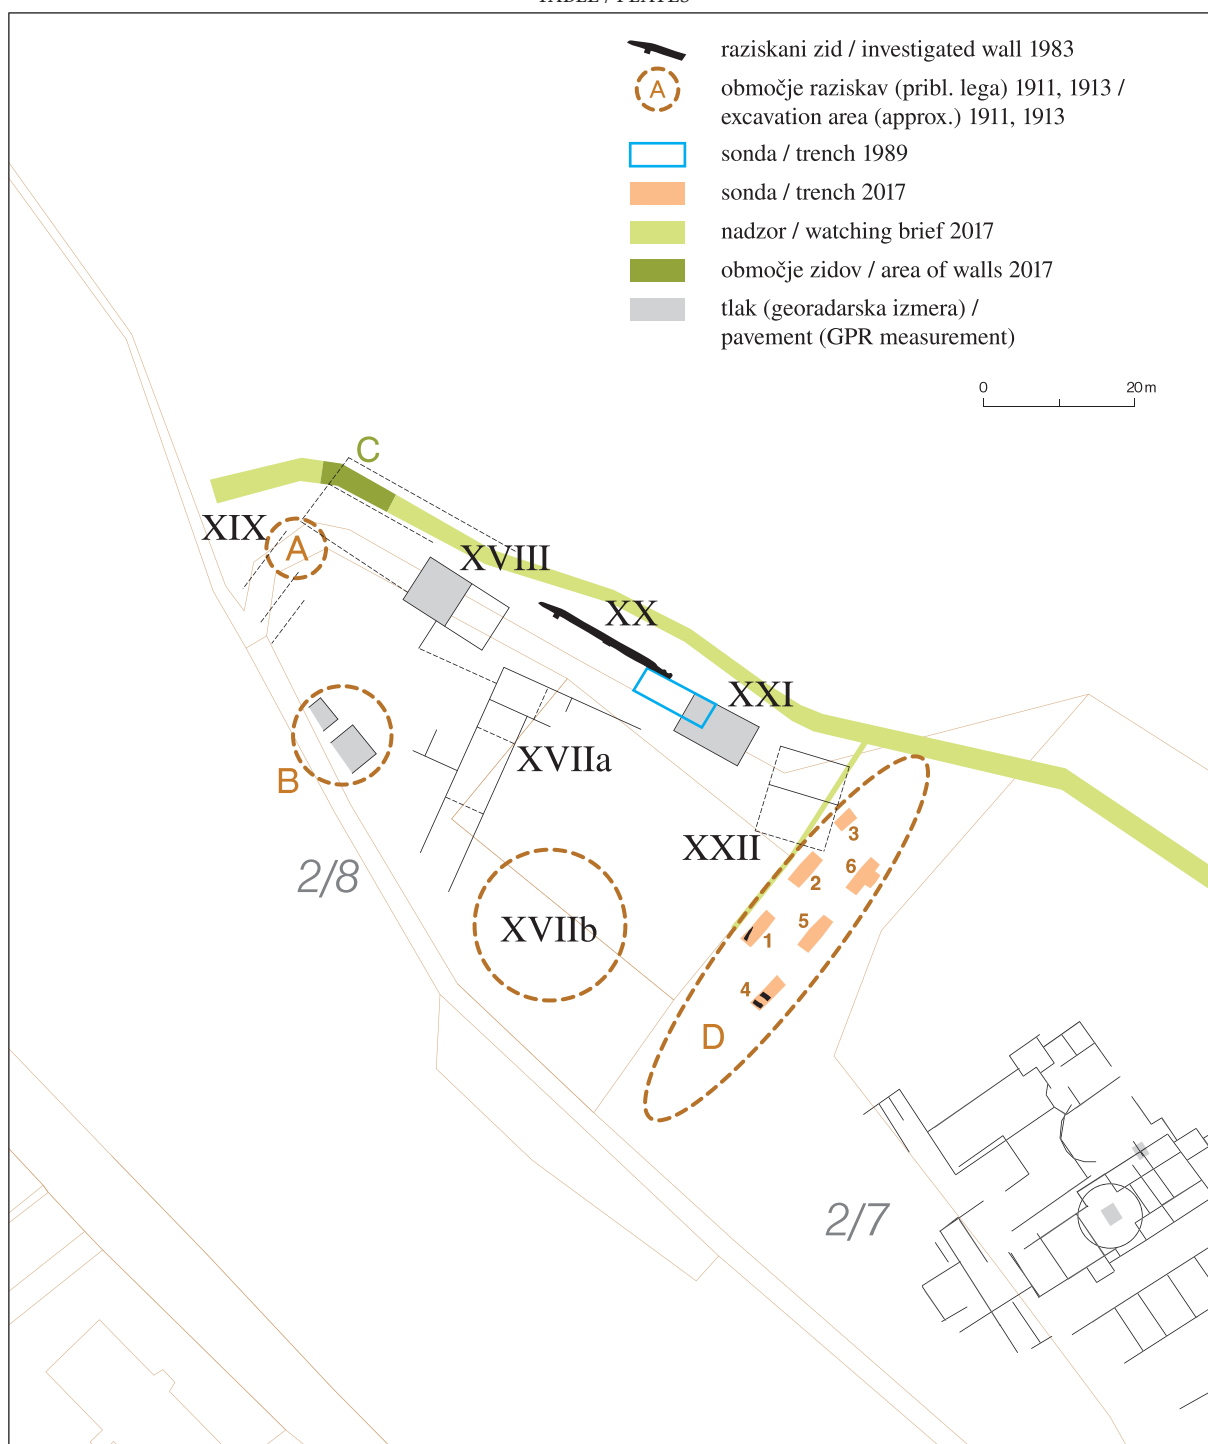 TABLE / PLATES
raziskani zid / investigated wall 1983
A
območje raziskav (pribl. lega) 1911, 1913 /
excavation area (approx.) 1911, 1913
sonda / trench 1989
sonda / trench 2017
nadzor / watching brief 2017
območje zidov / area of walls 2017
tlak (georadarska izmera) /
pavement (GPR measurement)
0 20 m
C
XIX
A
XVIII
XX
XXI
XVIIa
B
XXII
3
2/8
2
6
XVIIb
1
5
4
D
2/7